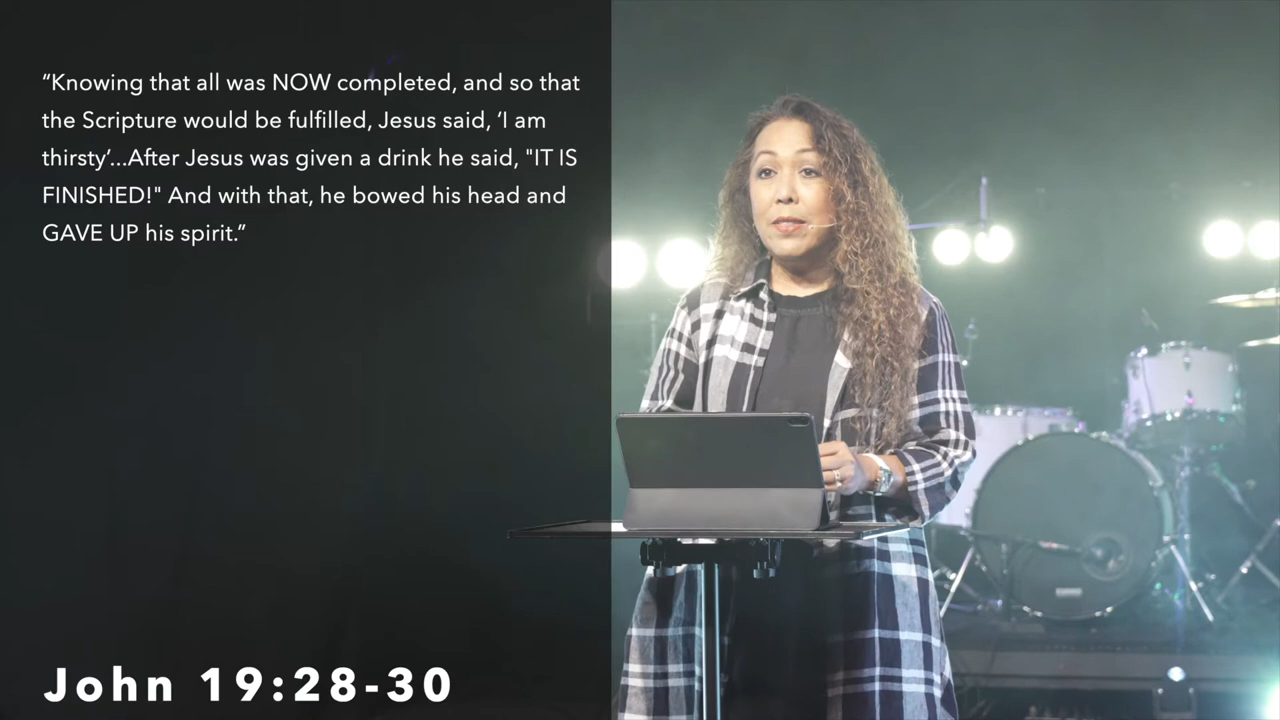 “Knowing that all was NOW completed, and so that
the Scripture would be fulfilled, Jesus said, ‘I am
thirsty’...After Jesus was given a drink he said, "IT IS
FINISHED!" And with that, he bowed his head and
GAVE UP his spirit.”
John 19:28-30